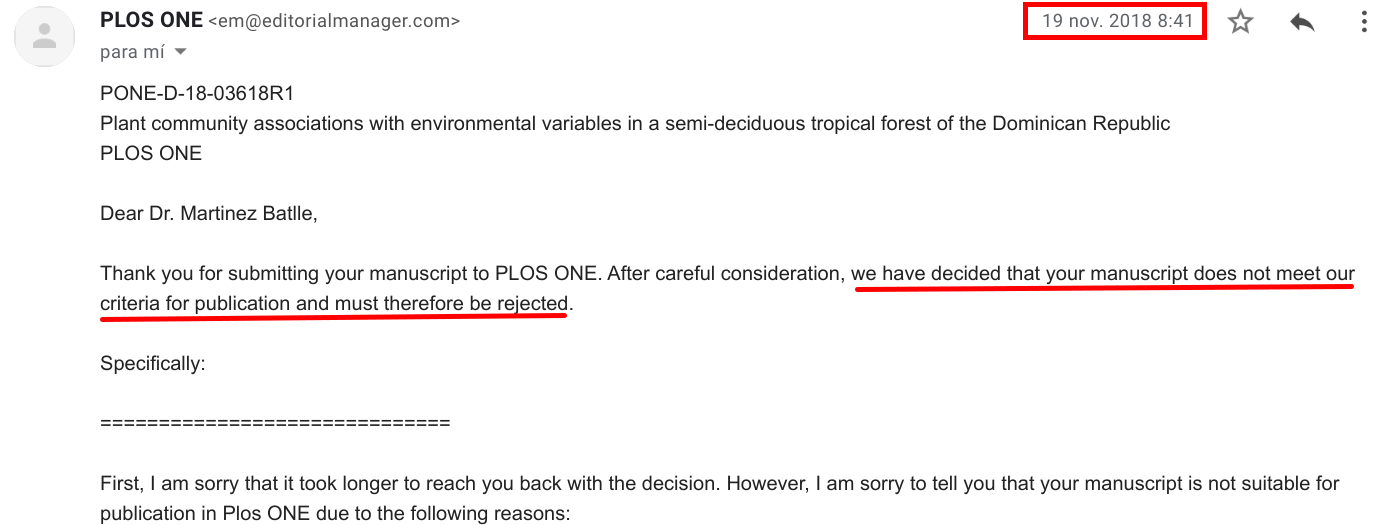 PLOS ONE <em@editorialmanager.com> 19 nov. 2018 8:41
para mí
PONE-D-18-03618R1
Plant community associations with environmental variables in a semi-deciduous tropical forest of the Dominican Republic
PLOS ONE
Dear Dr. Martinez Batlle,
Thank you for submitting your manuscript to PLOS ONE. After careful consideration, we have decided that your manuscript does not meet our
criteria for publication and must therefore be rejected.
Specifically:
==============================
First, I am sorry that it took longer to reach you back with the decision. However, I am sorry to tell you that your manuscript is not suitable for
publication in Plos ONE due to the following reasons: